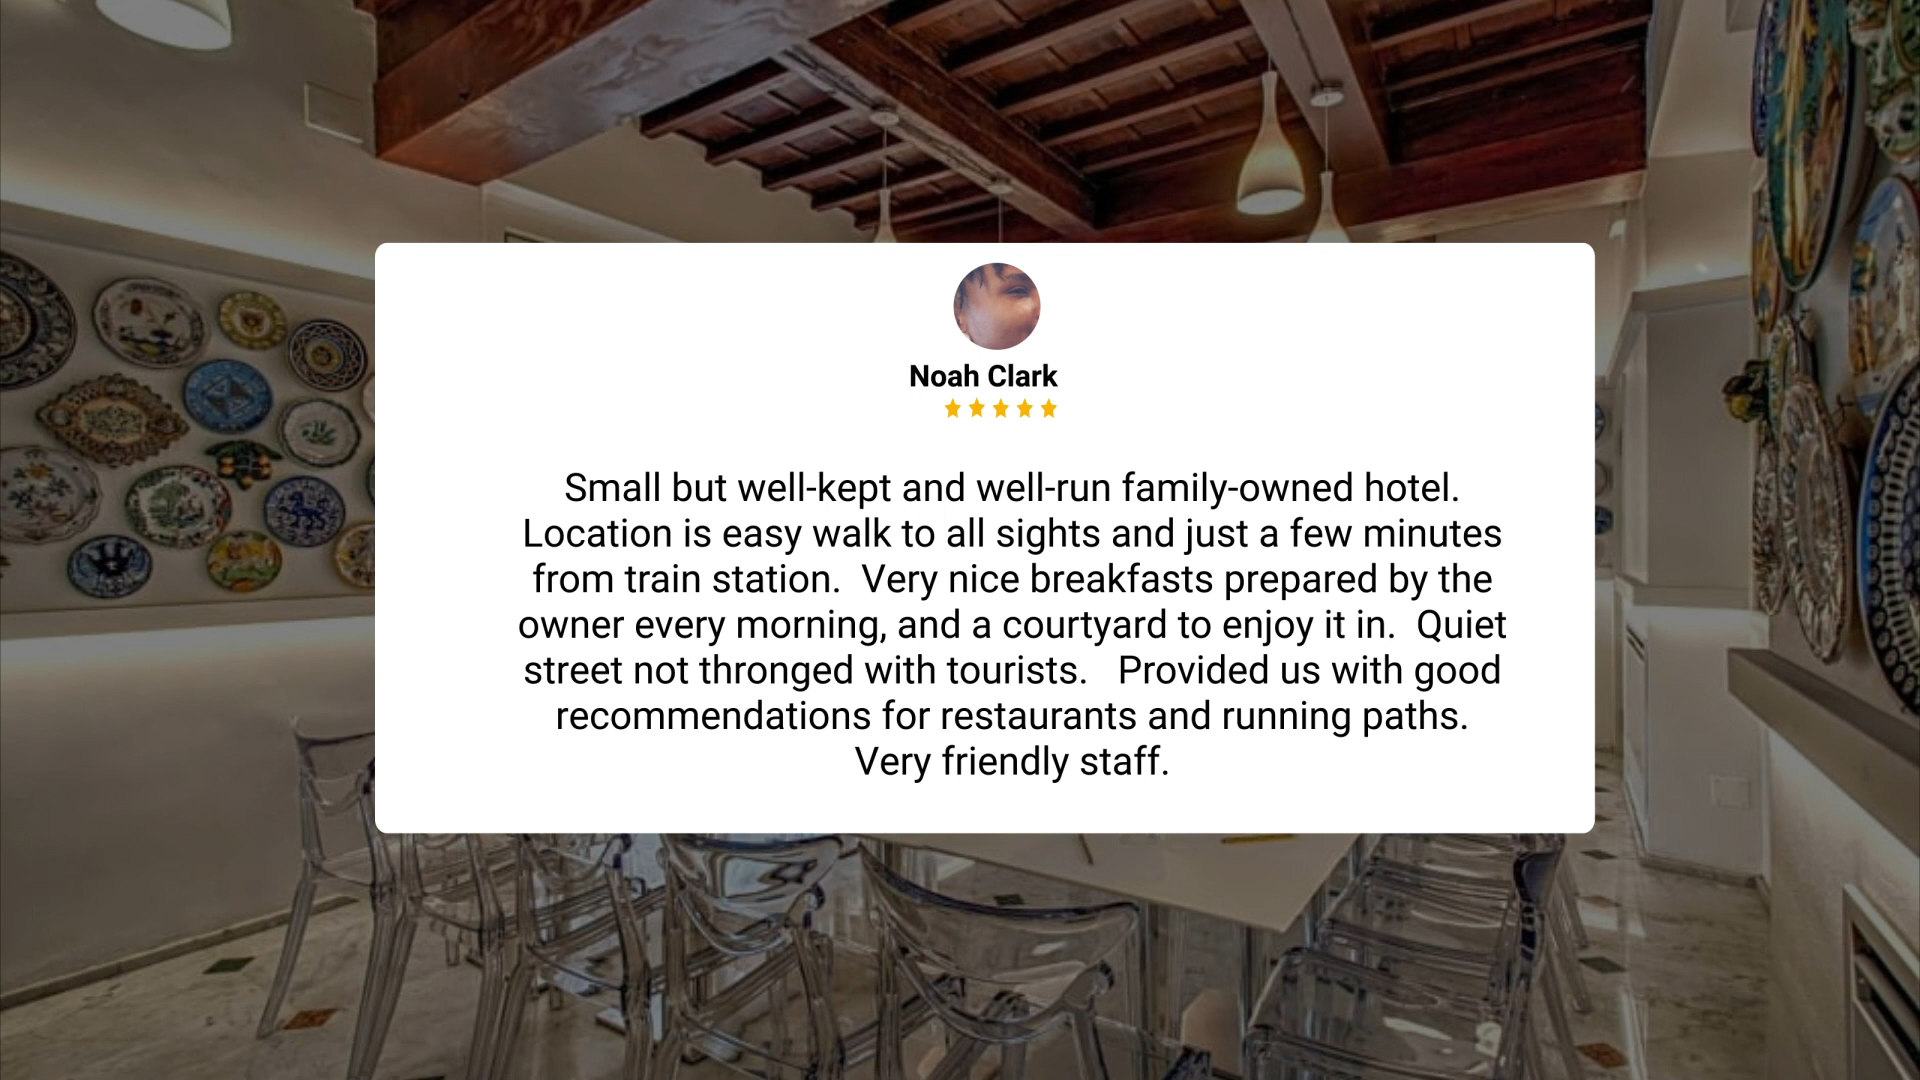 Noah Clark
Small but well-kept and well-run family-owned hotel.
Location is easy walk to all sights and just a few minutes
from train station.  Very nice breakfasts prepared by the
owner every morning, and a courtyard to enjoy it in.  Quiet
street not thronged with tourists.   Provided us with good
recommendations for restaurants and running paths.
Very friendly staff.